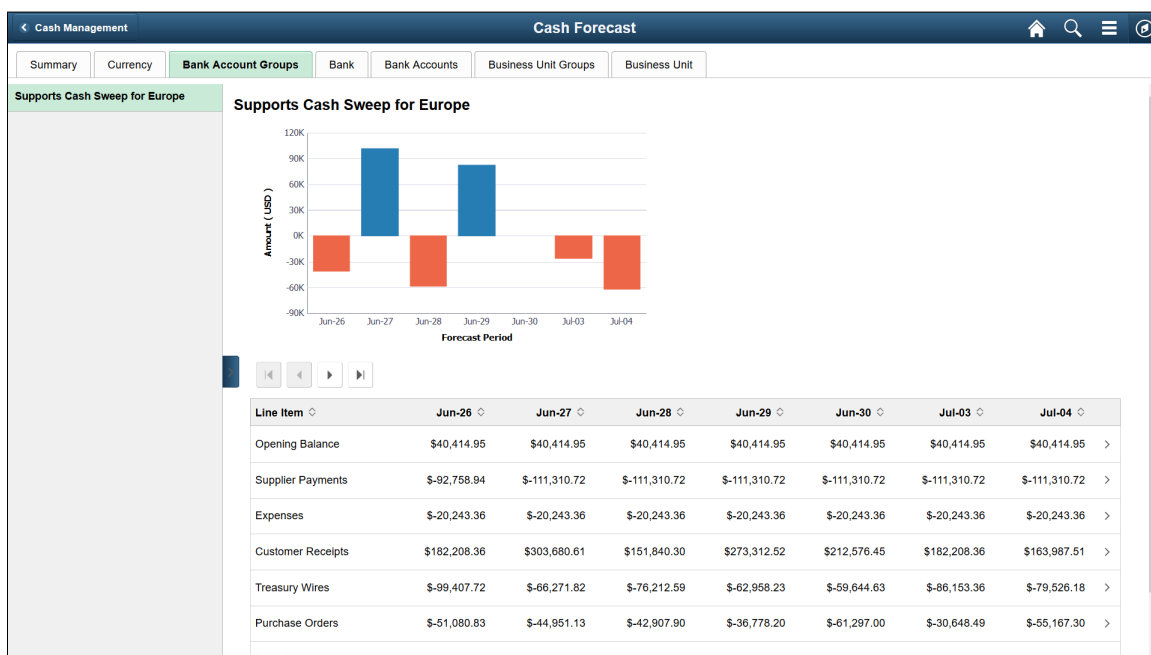 Cash Management
Cash Forecast
Summary Currency Bank Account Groups Bank Bank Accounts Business Unit Groups Business Unit
Supports Cash Sweep for Europe
Supports Cash Sweep for Europe
120K
90K
60K
30K
0K
-30K
-60K
-90K
Amount ( USD )
Jun-26 Jun-27 Jun-28 Jun-29 Jun-30 Jul-03 Jul-04
Forecast Period
Line Item Jun-26 Jun-27 Jun-28 Jun-29 Jun-30 Jul-03 Jul-04
Opening Balance $40,414.95 $40,414.95 $40,414.95 $40,414.95 $40,414.95 $40,414.95 $40,414.95
Supplier Payments $-92,758.94 $-111,310.72 $-111,310.72 $-111,310.72 $-111,310.72 $-111,310.72 $-111,310.72
Expenses $-20,243.36 $-20,243.36 $-20,243.36 $-20,243.36 $-20,243.36 $-20,243.36 $-20,243.36
Customer Receipts $182,208.36 $303,680.61 $151,840.30 $273,312.52 $212,576.45 $182,208.36 $163,987.51
Treasury Wires $-99,407.72 $-66,271.82 $-76,212.59 $-62,958.23 $-59,644.63 $-86,153.36 $-79,526.18
Purchase Orders $-51,080.83 $-44,951.13 $-42,907.90 $-36,778.20 $-61,297.00 $-30,648.49 $-55,167.30